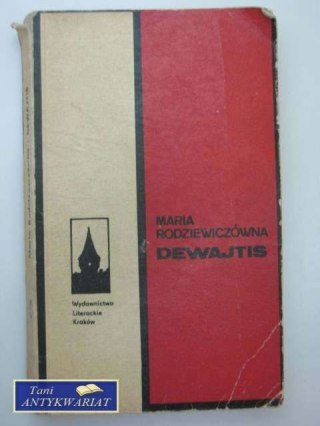 MARIA
RODZIEWICZÓWNA
DEWAJTIS
Wydawnictwo
Literackie
Kraków
Tani
ANTYKWARIAT